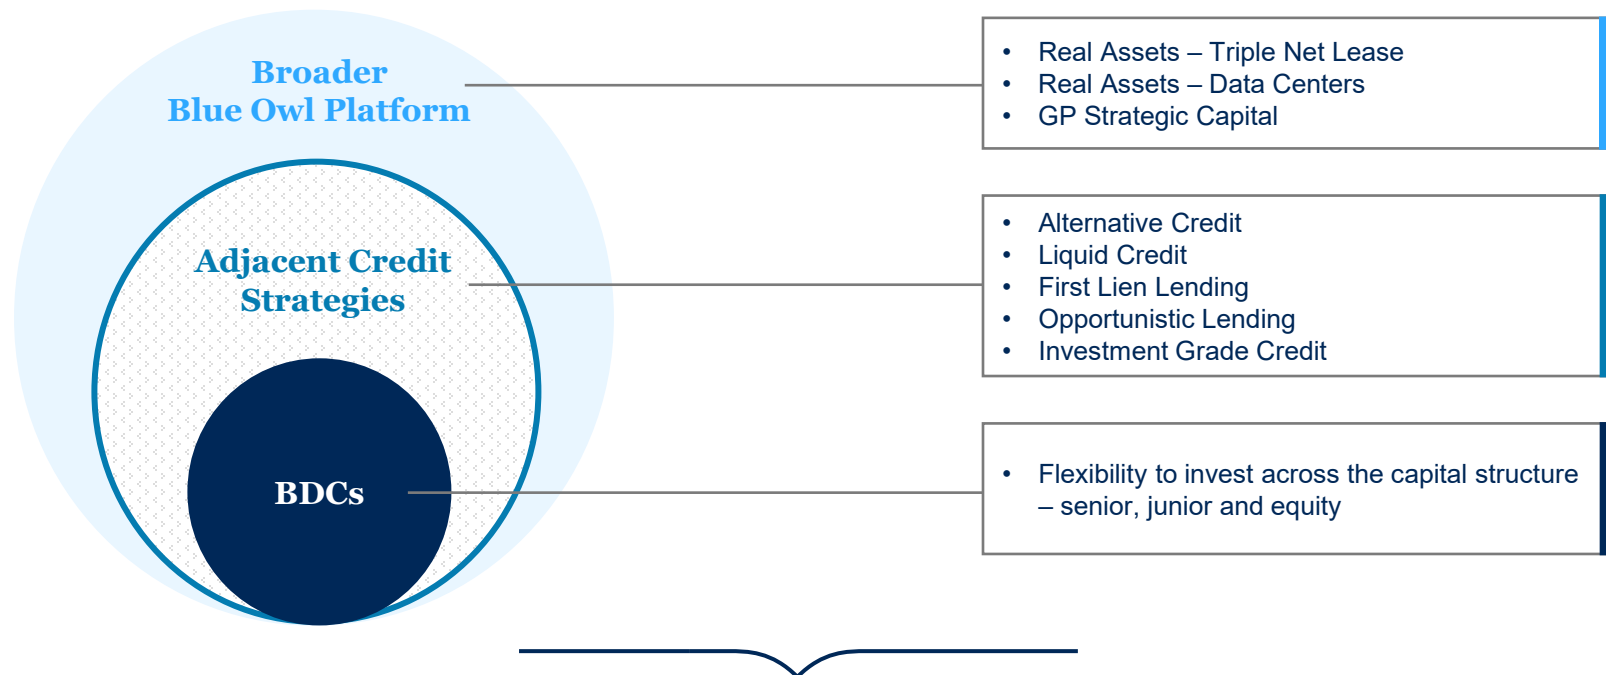 Broader
Blue Owl Platform
• Real Assets – Triple Net Lease
• Real Assets – Data Centers
• GP Strategic Capital
Adjacent Credit
Strategies
• Alternative Credit
• Liquid Credit
• First Lien Lending
• Opportunistic Lending
• Investment Grade Credit
BDCs
• Flexibility to invest across the capital structure
– senior, junior and equity